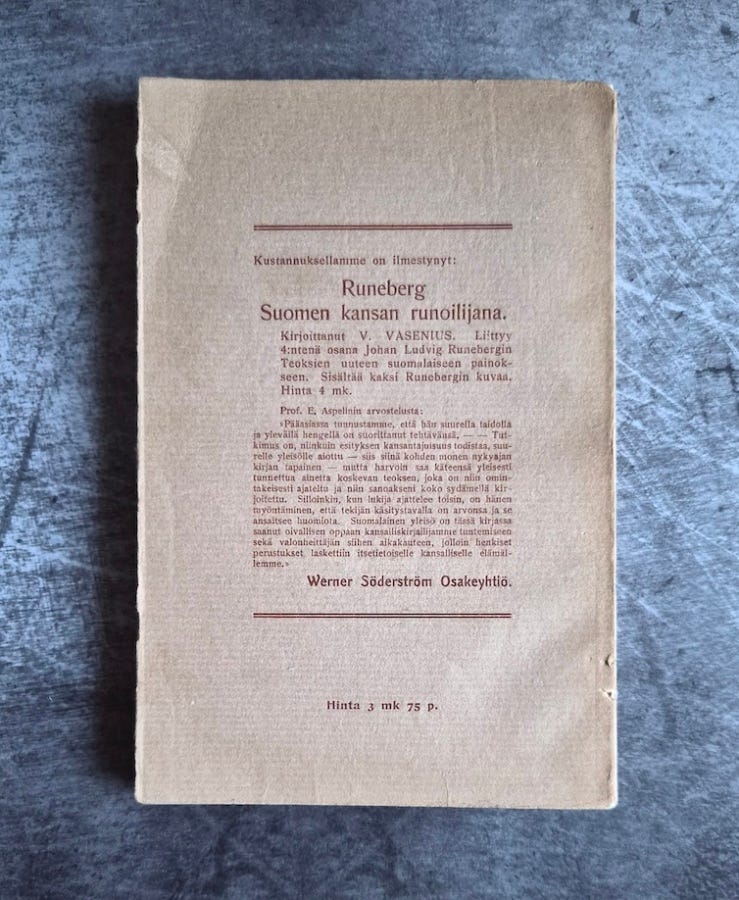 Kustannuksellamme on ilmestynyt:
Runeberg
Suomen kansan runoilijana.
Kirjoittanut V. VASENIUS. Liittyy
4:ntenä osana Johan Ludvig Runebergin
Teoksien uuteen suomalaiseen painok-
seen. Sisältää kaksi Runebergin kuvaa.
Hinta 4 mk.
Prof. E. Aspelinin arvostelusta:
»Pääasiassa tunnustamme, että hän suurella taidolla
ja ylevällä hengellä on suorittanut tehtävänsä, — — Tut-
kimus on, niinkuin esityksen kansantajuisuus todistaa, suu-
relle yleisölle aiottu — siis siinä kohden monen nykyajan
kirjan tapainen — mutta harvoin saa käteensä yleisesti
tunnettua ainetta koskevan teoksen, joka on niin omin-
takeisesti ajateltu ja niin sanoakseni koko sydämellä kir-
joitettu. Silloinkin, kun lukija ajattelee toisin, on hänen
myöntäminen, että tekijän käsitystavalla on arvonsa ja se
ansaitsee huomiota. Suomalainen yleisö on tässä kirjassa
saanut oivallisen oppaan kansalliskirjailijamme tuntemiseen
sekä valonheittäjän siihen aikakauteen, jolloin henkiset
perustukset laskettiin itsetietoiselle kansalliselle elämäl-
lemme.»
Werner Söderström Osakeyhtiö.
Hinta 3 mk 75 p.